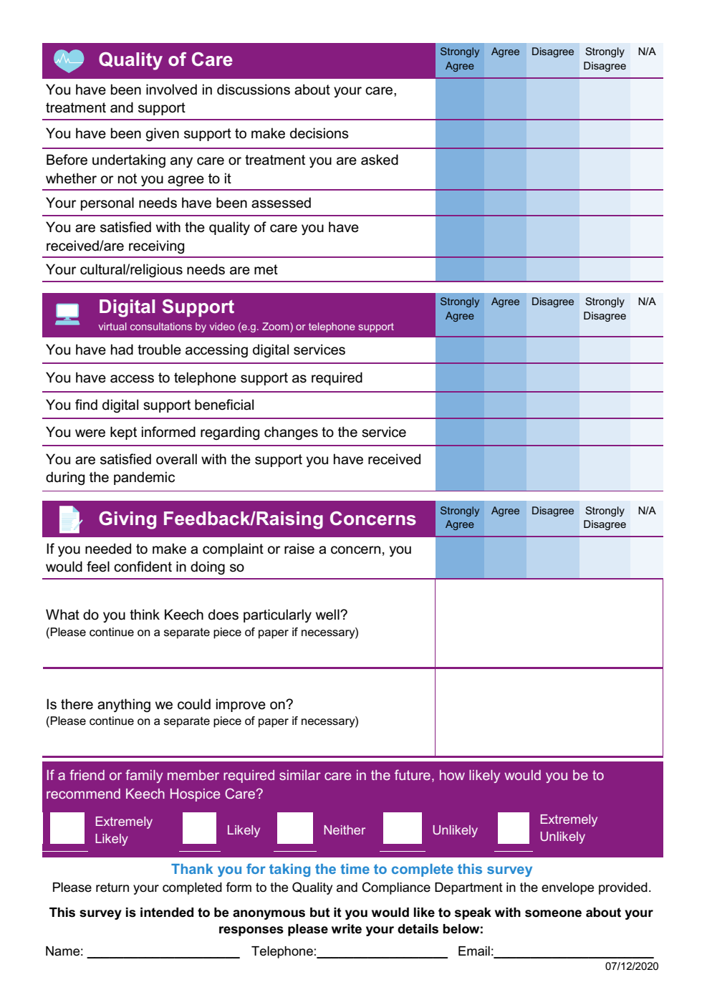 Quality of Care
Strongly Agree Disagree Strongly N/A
Agree Disagree
You have been involved in discussions about your care,
treatment and support
You have been given support to make decisions
Before undertaking any care or treatment you are asked
whether or not you agree to it
Your personal needs have been assessed
You are satisfied with the quality of care you have
received/are receiving
Your cultural/religious needs are met
Digital Support
virtual consultations by video (e.g. Zoom) or telephone support
Strongly Agree Disagree Strongly N/A
Agree Disagree
You have had trouble accessing digital services
You have access to telephone support as required
You find digital support beneficial
You were kept informed regarding changes to the service
You are satisfied overall with the support you have received
during the pandemic
Giving Feedback/Raising Concerns
Strongly Agree Disagree Strongly N/A
Agree Disagree
If you needed to make a complaint or raise a concern, you
would feel confident in doing so
What do you think Keech does particularly well?
(Please continue on a separate piece of paper if necessary)
Is there anything we could improve on?
(Please continue on a separate piece of paper if necessary)
If a friend or family member required similar care in the future, how likely would you be to
recommend Keech Hospice Care?
Extremely Likely Neither Unlikely Extremely
Likely Unlikely
Thank you for taking the time to complete this survey
Please return your completed form to the Quality and Compliance Department in the envelope provided.
This survey is intended to be anonymous but it you would like to speak with someone about your
responses please write your details below:
Name: Telephone: Email:
07/12/2020